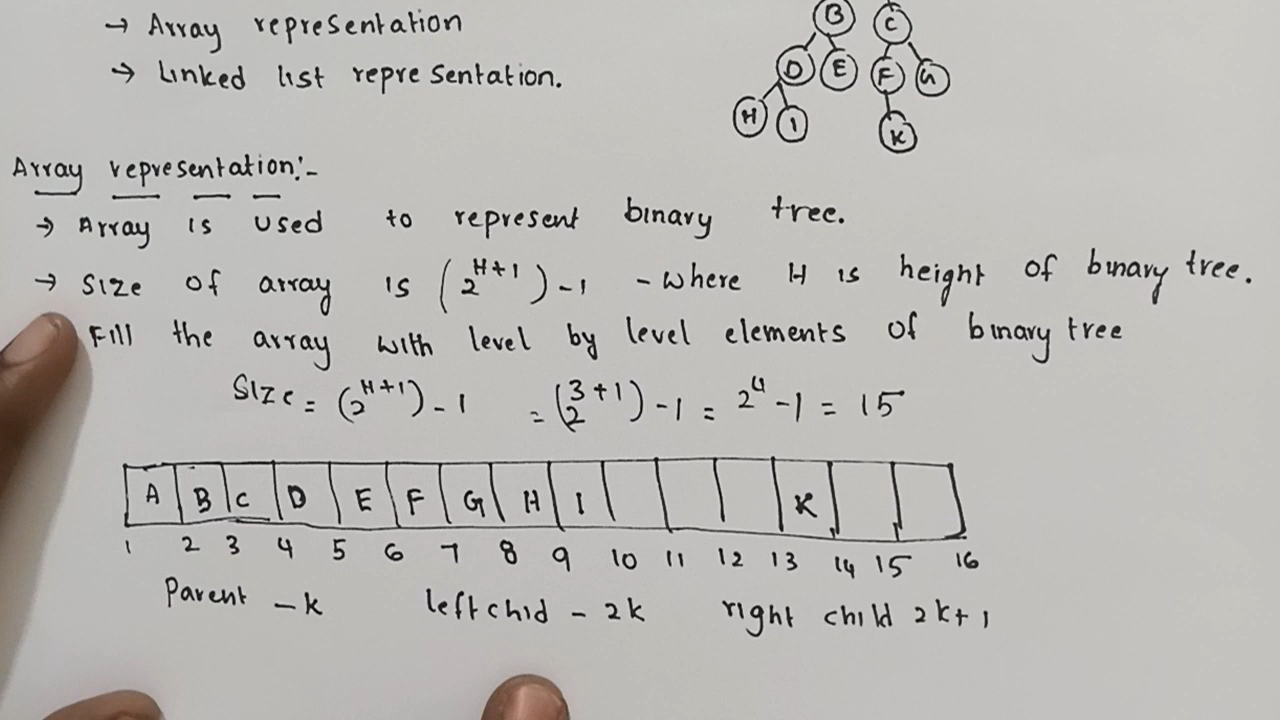 → Array representation
→ Linked list representation.
B C
D E F G
H I K
Array representation:-
→ Array is used to represent binary tree.
→ Size of array is (2^H+1) - 1 - where H is height of binary tree.
Fill the array with level by level elements of binary tree
Size = (2^H+1) - 1 = (2^3+1) - 1 = 2^4 - 1 = 15
A B C D E F G H I K
1 2 3 4 5 6 7 8 9 10 11 12 13 14 15 16
Parent - k left chid - 2k right child 2k+1